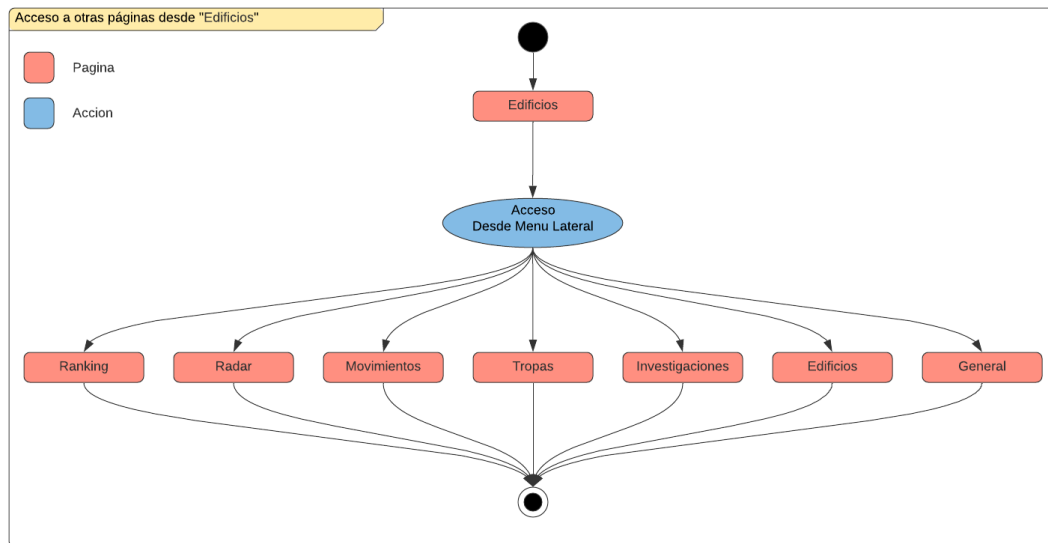 Acceso a otras páginas desde "Edificios"
Pagina
Accion
Edificios
Acceso
Desde Menu Lateral
Ranking
Radar
Movimientos
Tropas
Investigaciones
Edificios
General